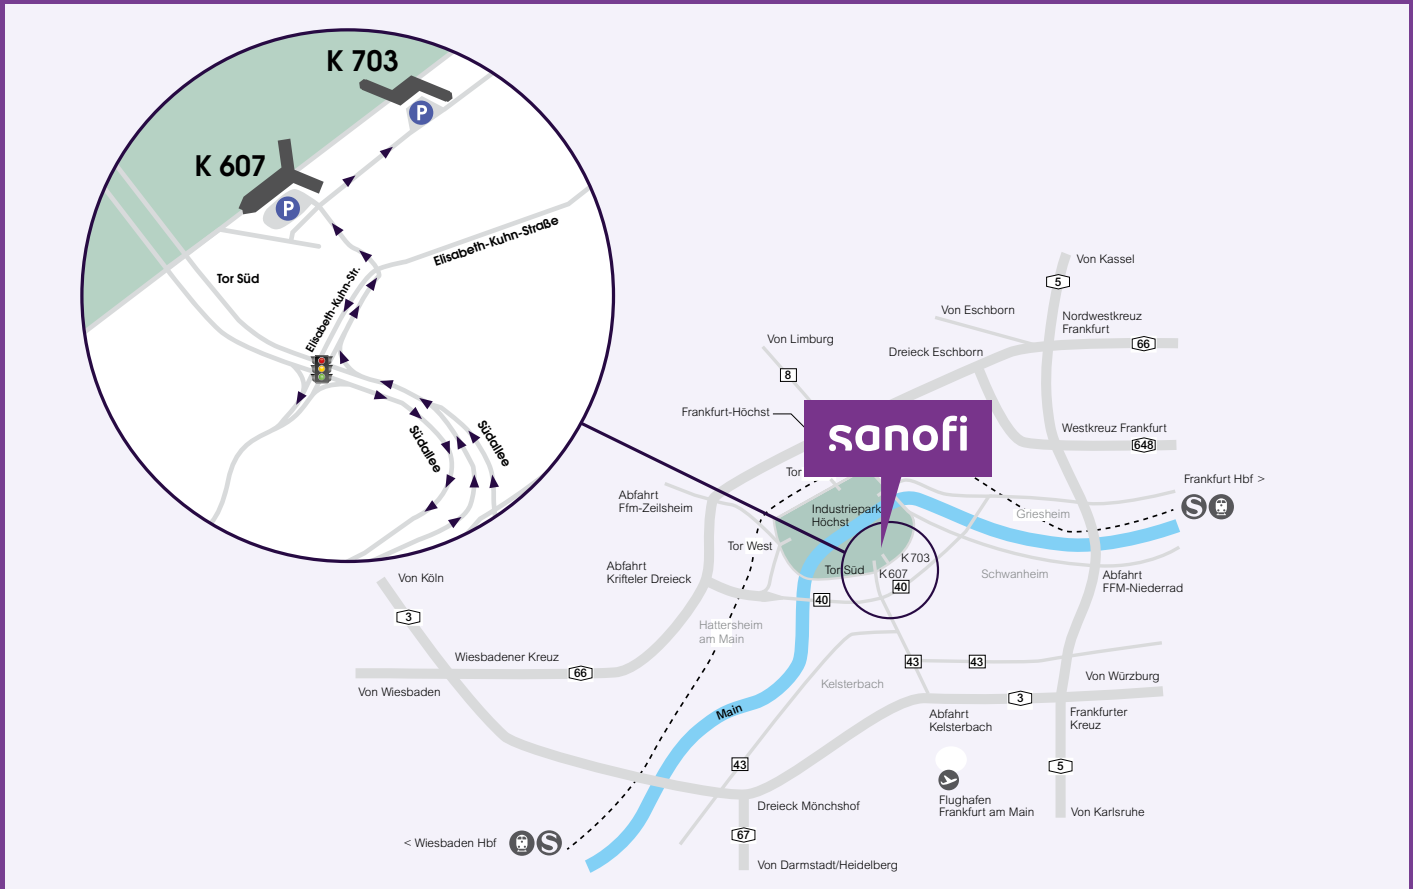 K 703
P
K 607
P
Elisabeth-Kuhn-Straße
Tor Süd
Elisabeth-Kuhn-Str.
Südallee
Südallee
Von Kassel
5
Von Eschborn
Nordwestkreuz
Frankfurt
66
Von Limburg
Dreieck Eschborn
8
Frankfurt-Höchst
sanofi
Westkreuz Frankfurt
648
Tor
Frankfurt Hbf >
S
Abfahrt
Ffm-Zeilsheim
Industriepark
Höchst
Griesheim
Tor West
K703
Abfahrt
Krifteler Dreieck
Tor Süd
K607
40
40
Schwanheim
Abfahrt
FFM-Niederrad
Von Köln
3
Hattersheim
am Main
Wiesbadener Kreuz
66
43
43
Von Wiesbaden
Kelsterbach
Von Würzburg
3
Main
Abfahrt
Kelsterbach
Frankfurter
Kreuz
43
5
Flughafen
Frankfurt am Main
Dreieck Mönchshof
Von Karlsruhe
67
< Wiesbaden Hbf
S
Von Darmstadt/Heidelberg